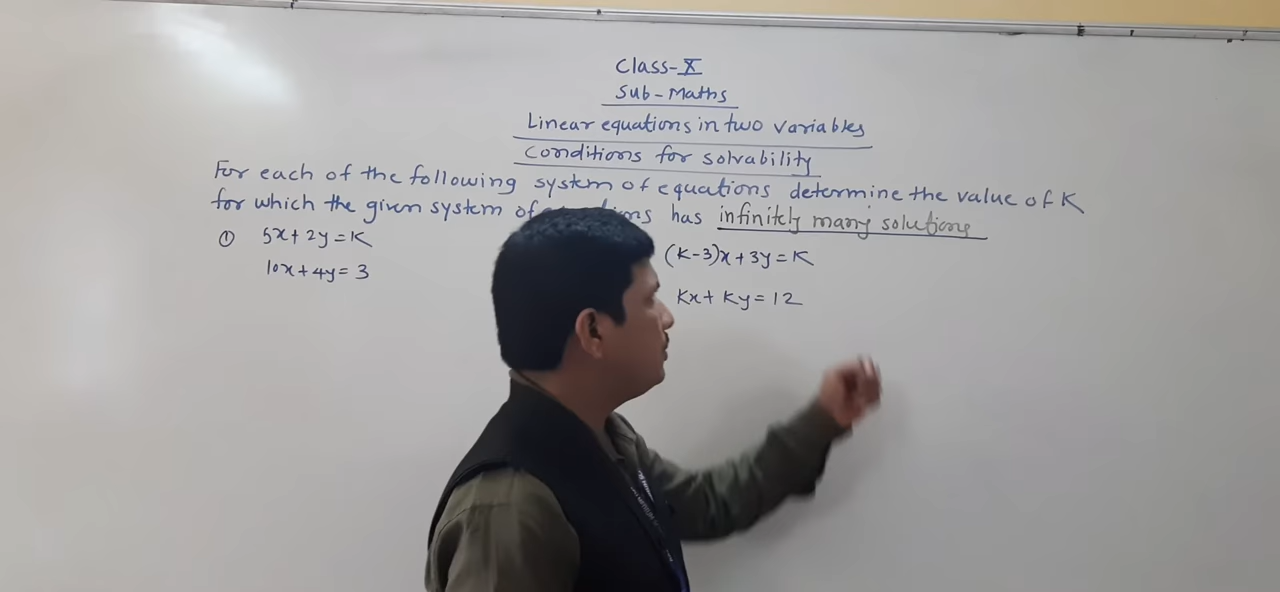 Class-X
Sub-Maths
Linear equations in two variables
Conditions for solvability
For each of the following system of equations determine the value of K
for which the given system of has infinitely many solutions
① 5x+2y=K
10x+4y=3
(K-3)x+3y=K
Kx+Ky=12